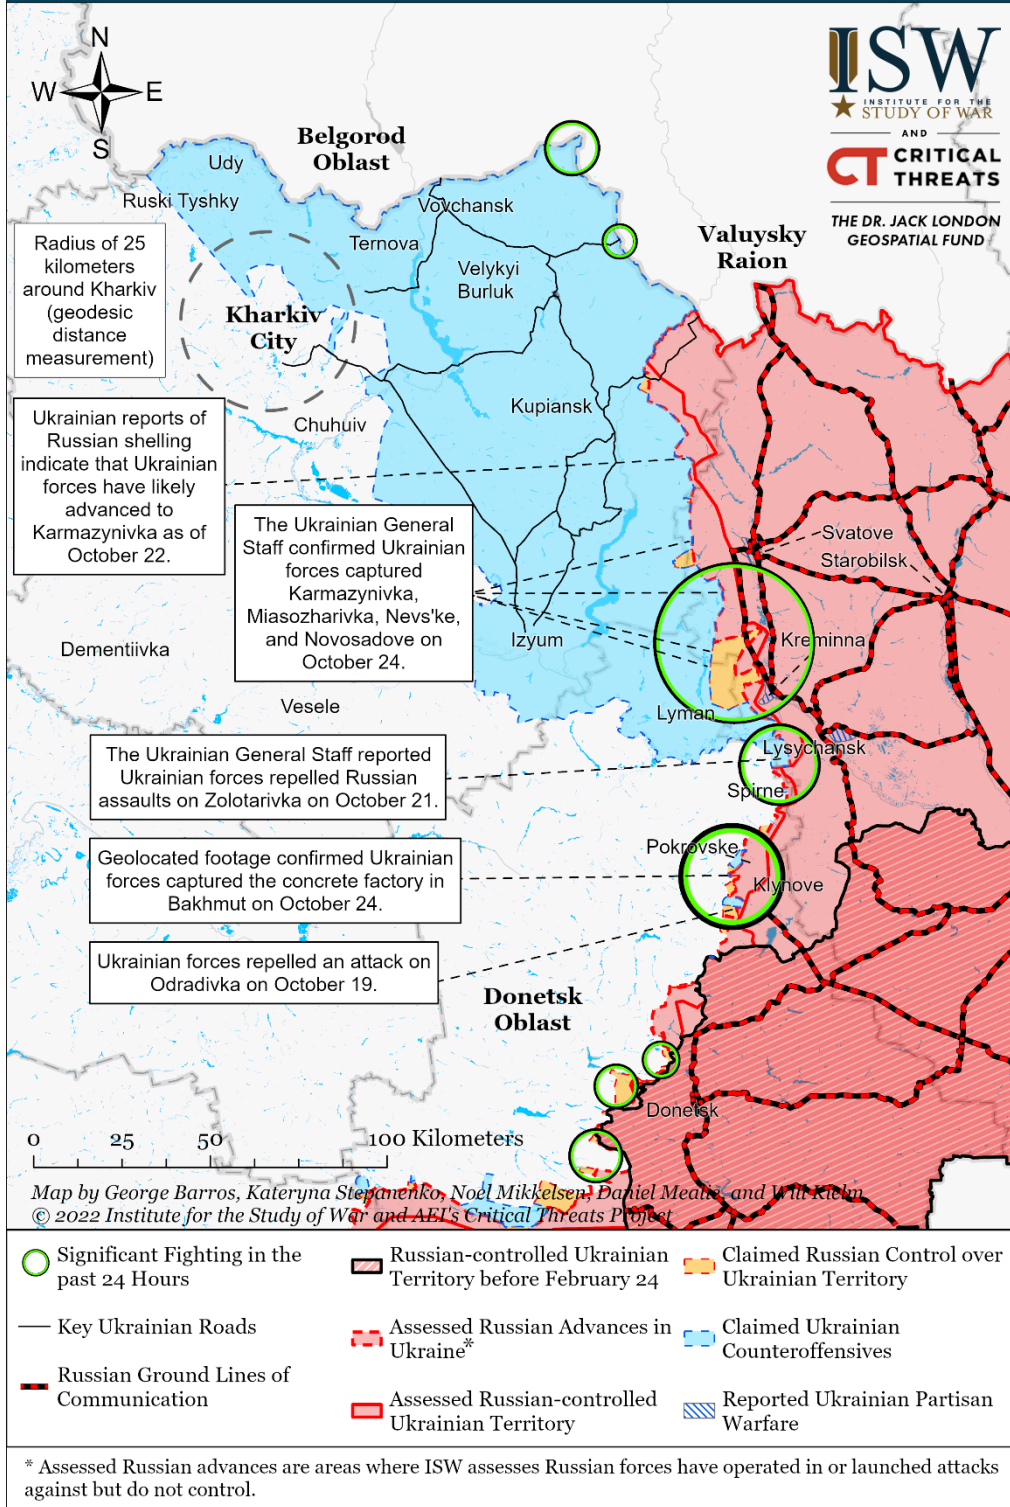 N
W
E
S
ISW
INSTITUTE FOR THE
STUDY OF WAR
AND
CT CRITICAL
THREATS
THE DR. JACK LONDON
GEOSPATIAL FUND
Belgorod
Oblast
Udy
Ruski Tyshky
Vovchansk
Ternova
Valuysky
Raion
Radius of 25
kilometers
around Kharkiv
(geodesic
distance
measurement)
Velykyi
Burluk
Kharkiv
City
Kupiansk
Chuhuiv
Ukrainian reports of
Russian shelling
indicate that Ukrainian
forces have likely
advanced to
Karmazynivka as of
October 22.
The Ukrainian General
Staff confirmed Ukrainian
forces captured
Karmazynivka,
Miasozharivka, Nevs'ke,
and Novosadove on
October 24.
Svatove
Starobilsk
Dementiivka
Izyum
Kreminna
Vesele
Lyman
The Ukrainian General Staff reported
Ukrainian forces repelled Russian
assaults on Zolotarivka on October 21.
Lysychansk
Spirne
Geolocated footage confirmed Ukrainian
forces captured the concrete factory in
Bakhmut on October 24.
Pokrovske
Klynove
Ukrainian forces repelled an attack on
Odradivka on October 19.
Donetsk
Oblast
Donetsk
0 25 50 100 Kilometers
Map by George Barros, Kateryna Stepanenko, Noel Mikkelsen, Daniel Mealie, and Will Kielm
© 2022 Institute for the Study of War and AEI's Critical Threats Project
Significant Fighting in the
past 24 Hours
Key Ukrainian Roads
Russian Ground Lines of
Communication
Russian-controlled Ukrainian
Territory before February 24
Assessed Russian Advances in
Ukraine*
Assessed Russian-controlled
Ukrainian Territory
Claimed Russian Control over
Ukrainian Territory
Claimed Ukrainian
Counteroffensives
Reported Ukrainian Partisan
Warfare
* Assessed Russian advances are areas where ISW assesses Russian forces have operated in or launched attacks
against but do not control.